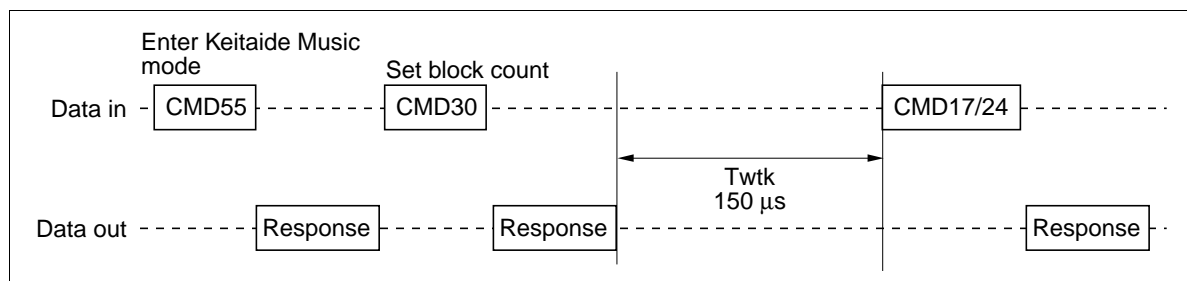 Enter Keitaide Music
mode
Set block count
Data in
CMD55
CMD30
CMD17/24
Twtk
150 μs
Data out
Response
Response
Response